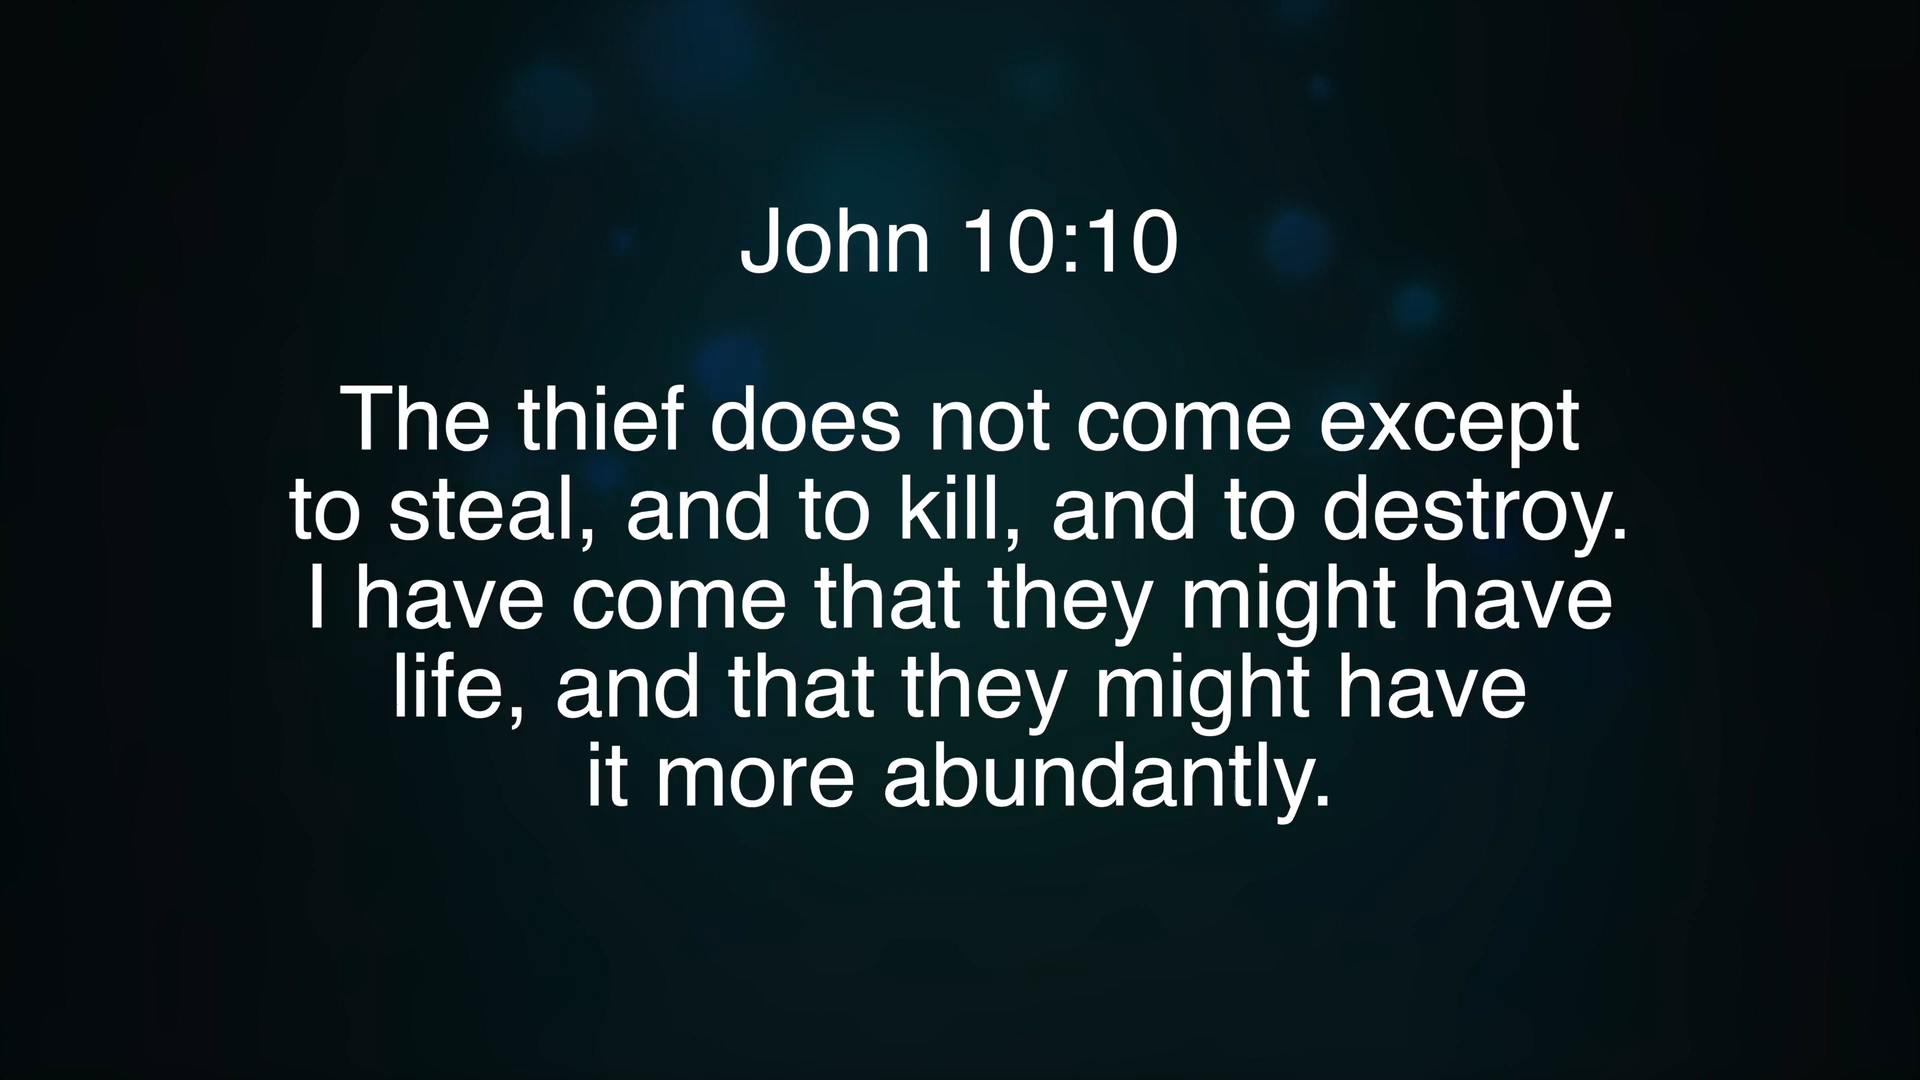 John 10:10
The thief does not come except
to steal, and to kill, and to destroy.
I have come that they might have
life, and that they might have
it more abundantly.